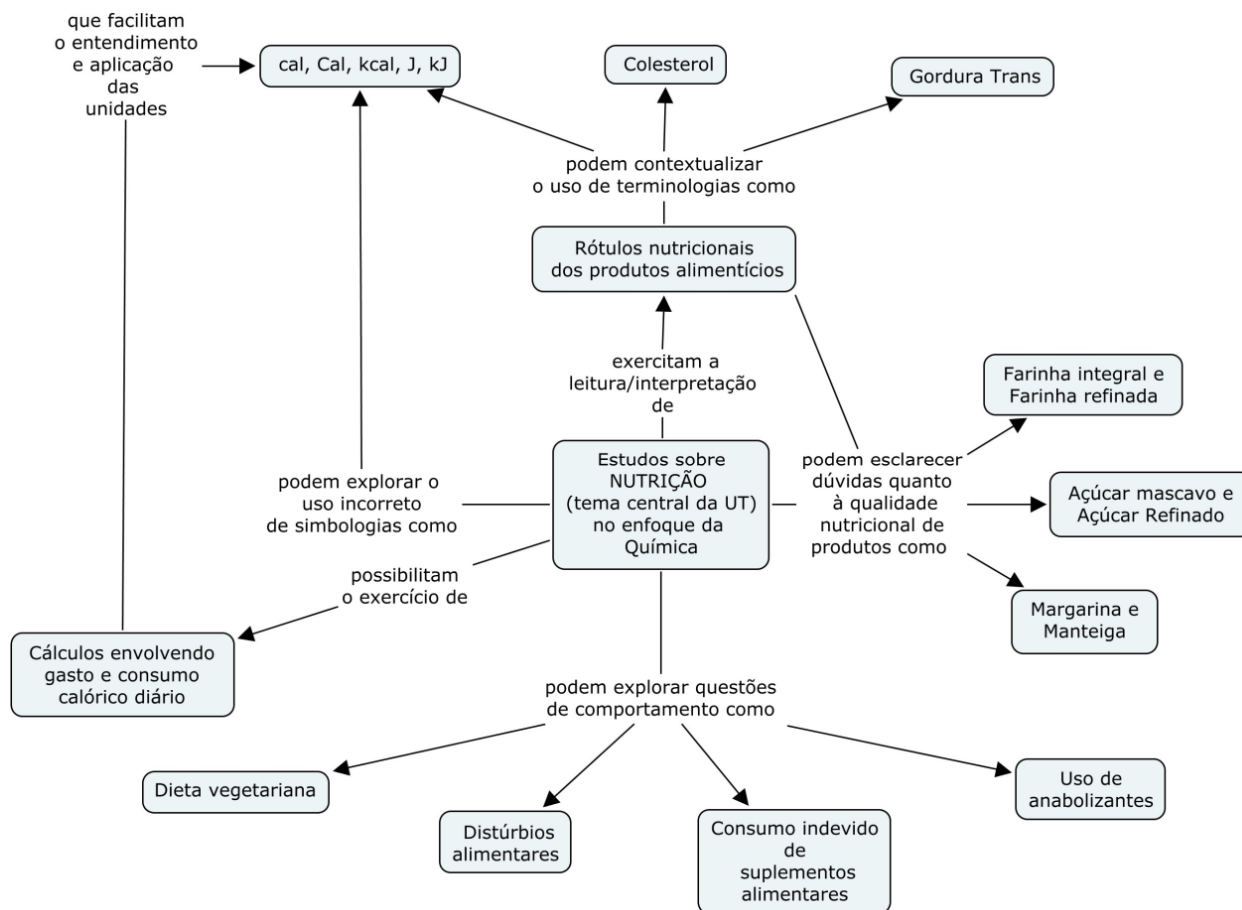 que facilitam
o entendimento
e aplicação
das
unidades
cal, Cal, kcal, J, kJ
Colesterol
Gordura Trans
podem contextualizar
o uso de terminologias como
Rótulos nutricionais
dos produtos alimentícios
exercitam a
leitura/interpretação
de
Farinha integral e
Farinha refinada
Estudos sobre
NUTRIÇÃO
(tema central da UT)
no enfoque da
Química
podem explorar o
uso incorreto
de simbologias como
podem esclarecer
dúvidas quanto
à qualidade
nutricional de
produtos como
Açúcar mascavo e
Açúcar Refinado
possibilitam
o exercício de
Margarina e
Manteiga
Cálculos envolvendo
gasto e consumo
calórico diário
podem explorar questões
de comportamento como
Dieta vegetariana
Distúrbios
alimentares
Consumo indevido
de
suplementos
alimentares
Uso de
anabolizantes